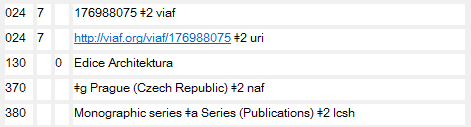 024 7 176988075 ǂ2 viaf
024 7 http://viaf.org/viaf/176988075 ǂ2 uri
130 0 Edice Architektura
370 ǂg Prague (Czech Republic) ǂ2 naf
380 Monographic series ǂa Series (Publications) ǂ2 lcsh